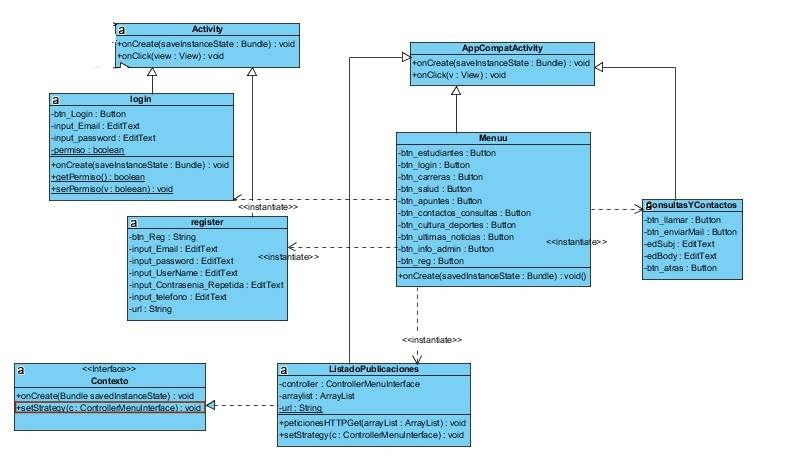 a
Activity
+onCreate(saveInstanceState : Bundle) : void
+onClick(view : View) : void
AppCompatActivity
+onCreate(saveInstanceState : Bundle) : void
+onClick(v : View) : void
a
login
-btn_Login : Button
-input_Email : EditText
-input_password : EditText
-permiso : boolean
+onCreate(saveInstanceState : Bundle) : void
+getPermiso() : boolean
+serPermiso(v : boleean) : void
Menuu
-btn_estudiantes : Button
-btn_login : Button
-btn_carreras : Button
-btn_salud : Button
-btn_apuntes : Button
-btn_contactos_consultas : Button
-btn_cultura_deportes : Button
-btn_ultimas_noticias : Button
-btn_info_admin : Button
-btn_reg : Button
+onCreate(savedInstanceState : Bundle) : void()
<<instantiate>>
<<instantiate>>
<<instantiate>>
<<instantiate>>
a
ConsultasYContactos
-btn_llamar : Button
-btn_enviarMail : Button
-edSubj : EditText
-edBody : EditText
-btn_atras : Button
a
register
-btn_Reg : String
-input_Email : EditText
-input_password : EditText
-input_UserName : EditText
-input_Contrasenia_Repetida : EditText
-input_telefono : EditText
-url : String
a
<<Interface>>
Contexto
+onCreate(Bundle savedInstanceState) : void
+setStrategy(c : ControllerMenuInterface) : void
a
ListadoPublicaciones
-controller : ControllerMenuInterface
-arraylist : ArrayList
-url : String
+peticionesHTTPGet(arrayList : ArrayList) : void
+setStrategy(c : ControllerMenuInterface) : void